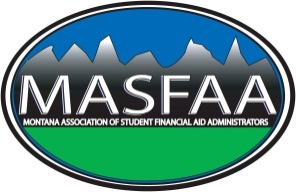 MASFAA
MONTANA ASSOCIATION OF STUDENT FINANCIAL AID ADMINISTRATORS